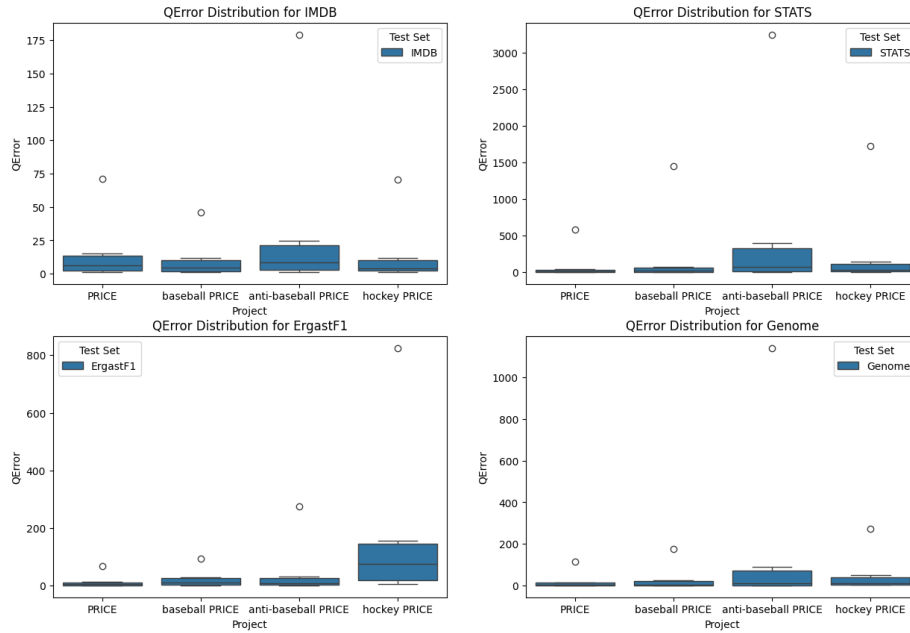 QError Distribution for IMDB
Test Set
IMDB
175
150
125
100
75
50
25
0
QError
PRICE
baseball PRICE
anti-baseball PRICE
hockey PRICE
Project
QError Distribution for STATS
Test Set
STATS
3000
2500
2000
1500
1000
500
0
QError
PRICE
baseball PRICE
anti-baseball PRICE
hockey PRICE
Project
QError Distribution for ErgastF1
Test Set
ErgastF1
800
600
400
200
0
QError
PRICE
baseball PRICE
anti-baseball PRICE
hockey PRICE
Project
QError Distribution for Genome
Test Set
Genome
1000
800
600
400
200
0
QError
PRICE
baseball PRICE
anti-baseball PRICE
hockey PRICE
Project